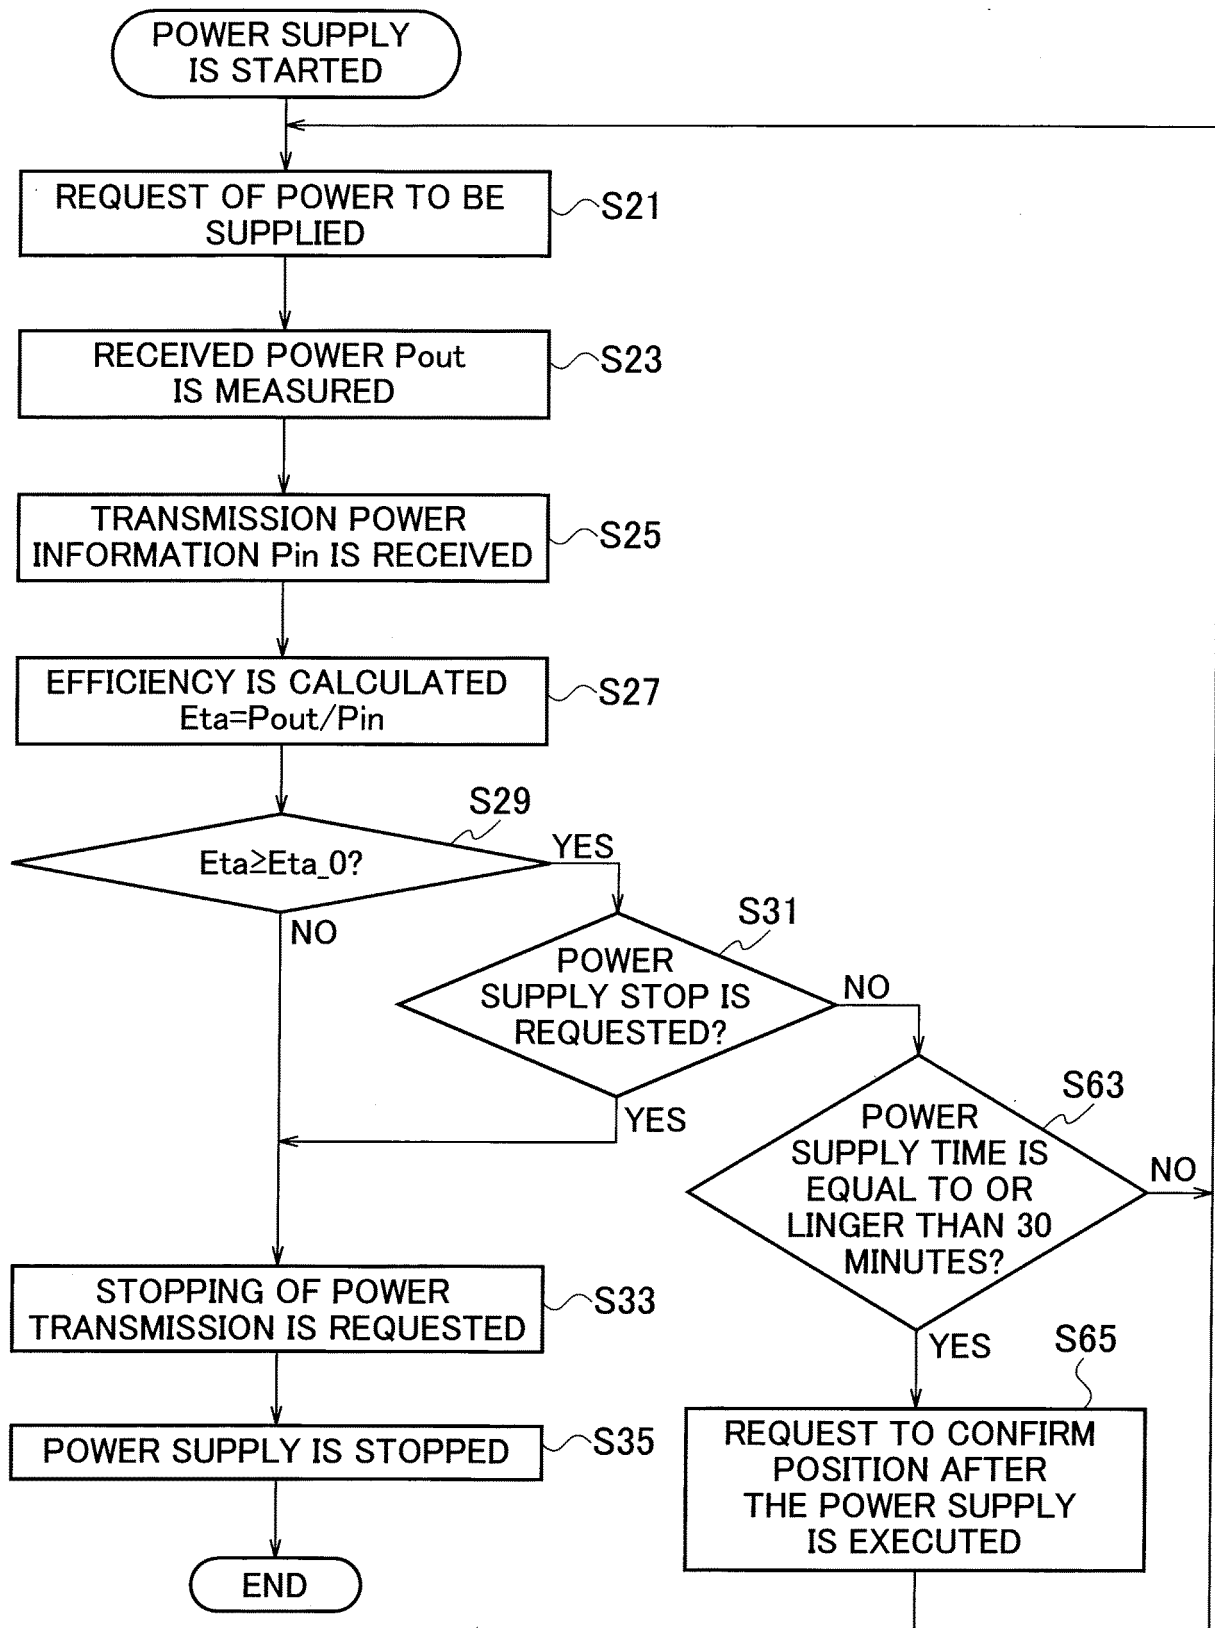 POWER SUPPLY
IS STARTED
REQUEST OF POWER TO BE
SUPPLIED
S21
RECEIVED POWER Pout
IS MEASURED
S23
TRANSMISSION POWER
INFORMATION Pin IS RECEIVED
S25
EFFICIENCY IS CALCULATED
Eta=Pout/Pin
S27
S29
Eta≥Eta_0?
YES
NO
S31
POWER
SUPPLY STOP IS
REQUESTED?
NO
YES
S63
POWER
SUPPLY TIME IS
EQUAL TO OR
LINGER THAN 30
MINUTES?
NO
YES
STOPPING OF POWER
TRANSMISSION IS REQUESTED
S33
S65
REQUEST TO CONFIRM
POSITION AFTER
THE POWER SUPPLY
IS EXECUTED
POWER SUPPLY IS STOPPED
S35
END